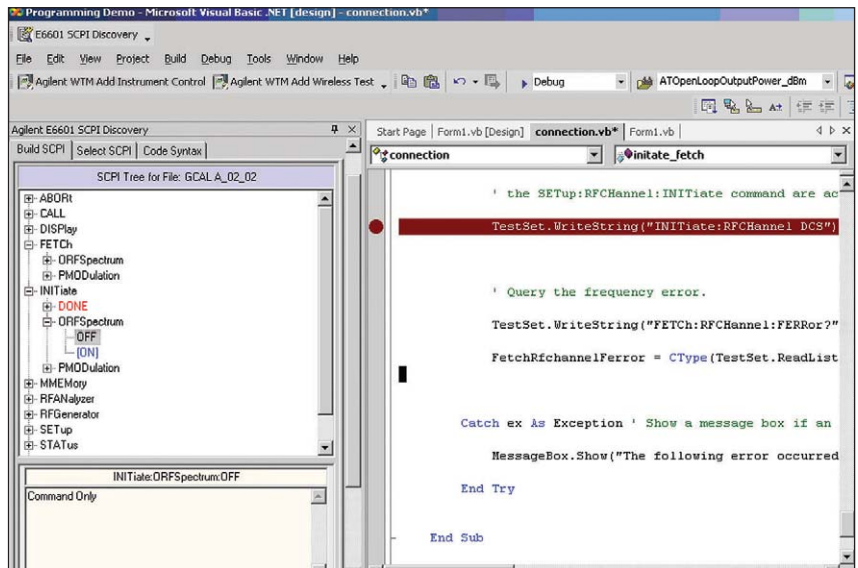 Programming Demo - Microsoft Visual Basic .NET [design] - connection.vb*
E6601 SCPI Discovery
File Edit View Project Build Debug Tools Window Help
Agilent WTM Add Instrument Control Agilent WTM Add Wireless Test Debug ATOpenLoopOutputPower_dBm
Agilent E6601 SCPI Discovery
Build SCPI Select SCPI Code Syntax
SCPI Tree for File: GCAL A_02_02
ABORt
CALL
DISPlay
FETCh
ORFSpectrum
PMODulation
INITiate
DONE
ORFSpectrum
OFF
[ON]
PMODulation
MMEMory
RFANalyzer
RFGenerator
SETup
STATus
INITiate:ORFSpectrum:OFF
Command Only
Start Page Form1.vb [Design] connection.vb* Form1.vb
connection initate_fetch
' the SETup:RFCHannel:INITiate command are ac
TestSet.WriteString("INITiate:RFCHannel DCS")
' Query the frequency error.
TestSet.WriteString("FETCh:RFCHannel:FERRor?"
FetchRfchannelFerror = CType(TestSet.ReadList
Catch ex As Exception ' Show a message box if an
MessageBox.Show("The following error occurred
End Try
End Sub